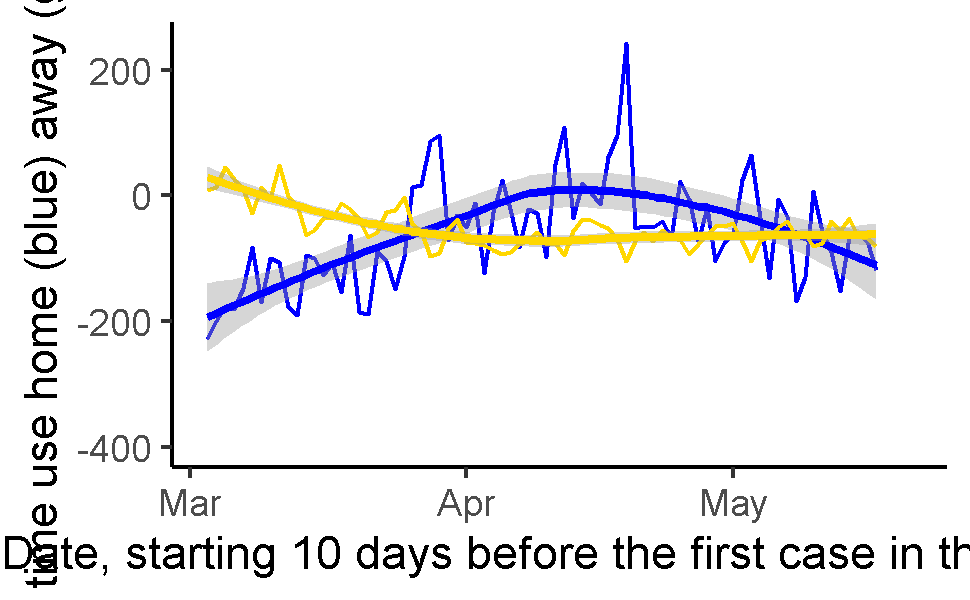 time use home (blue) away (
200
0
-200
-400
Mar Apr May
Date, starting 10 days before the first case in th